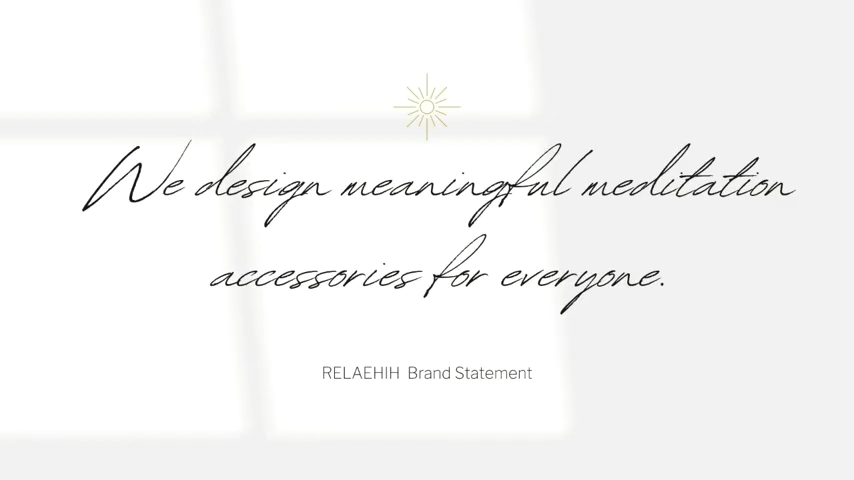 We design meaningful meditation
accessories for everyone.
RELAEHIH Brand Statement